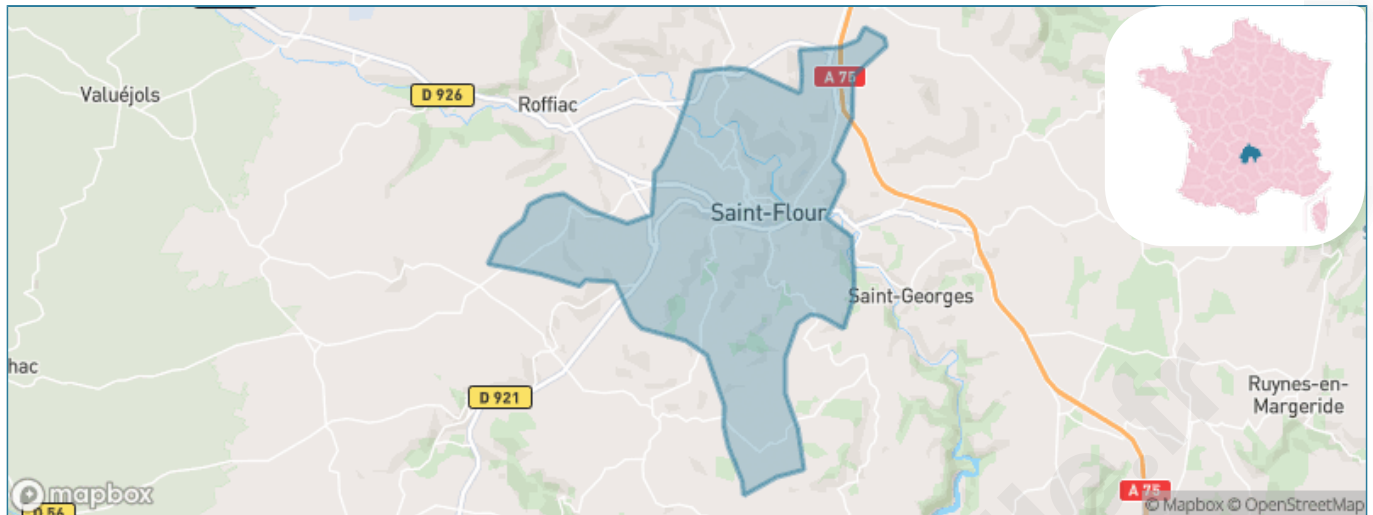 Valuéjols
D 926
Roffiac
A 75
Saint-Flour
Saint-Georges
hac
D 921
Ruynes-en-
Margeride
A 75
mapbox
D 56
© Mapbox © OpenStreetMap